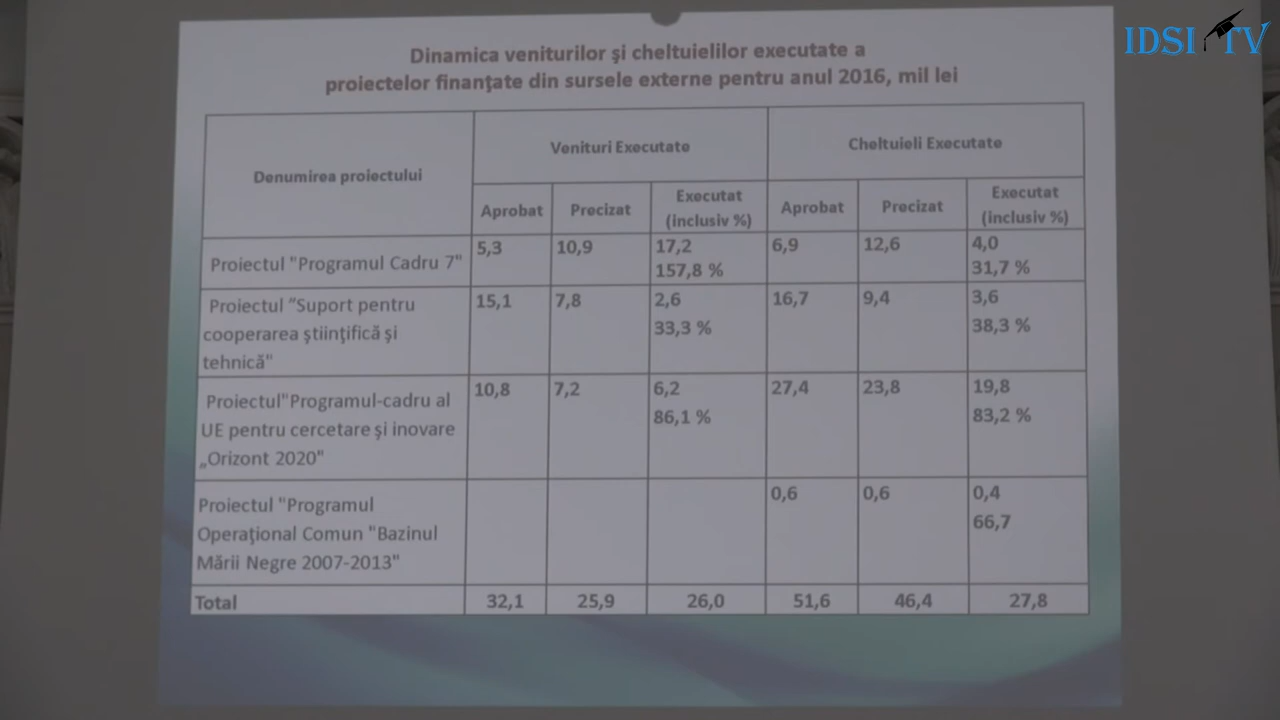 IDSI TV
Dinamica veniturilor şi cheltuielilor executate a
proiectelor finanţate din sursele externe pentru anul 2016, mil lei
Denumirea proiectului
Venituri Executate
Cheltuieli Executate
Aprobat
Precizat
Executat
(inclusiv %)
Aprobat
Precizat
Executat
(inclusiv %)
Proiectul "Programul Cadru 7"
5,3
10,9
17,2
157,8 %
6,9
12,6
4,0
31,7 %
Proiectul "Suport pentru
cooperarea ştiinţifică şi
tehnică"
15,1
7,8
2,6
33,3 %
16,7
9,4
3,6
38,3 %
Proiectul"Programul-cadru al
UE pentru cercetare şi inovare
„Orizont 2020"
10,8
7,2
6,2
86,1 %
27,4
23,8
19,8
83,2 %
Proiectul "Programul
Operaţional Comun "Bazinul
Mării Negre 2007-2013"
0,6
0,6
0,4
66,7
Total
32,1
25,9
26,0
51,6
46,4
27,8